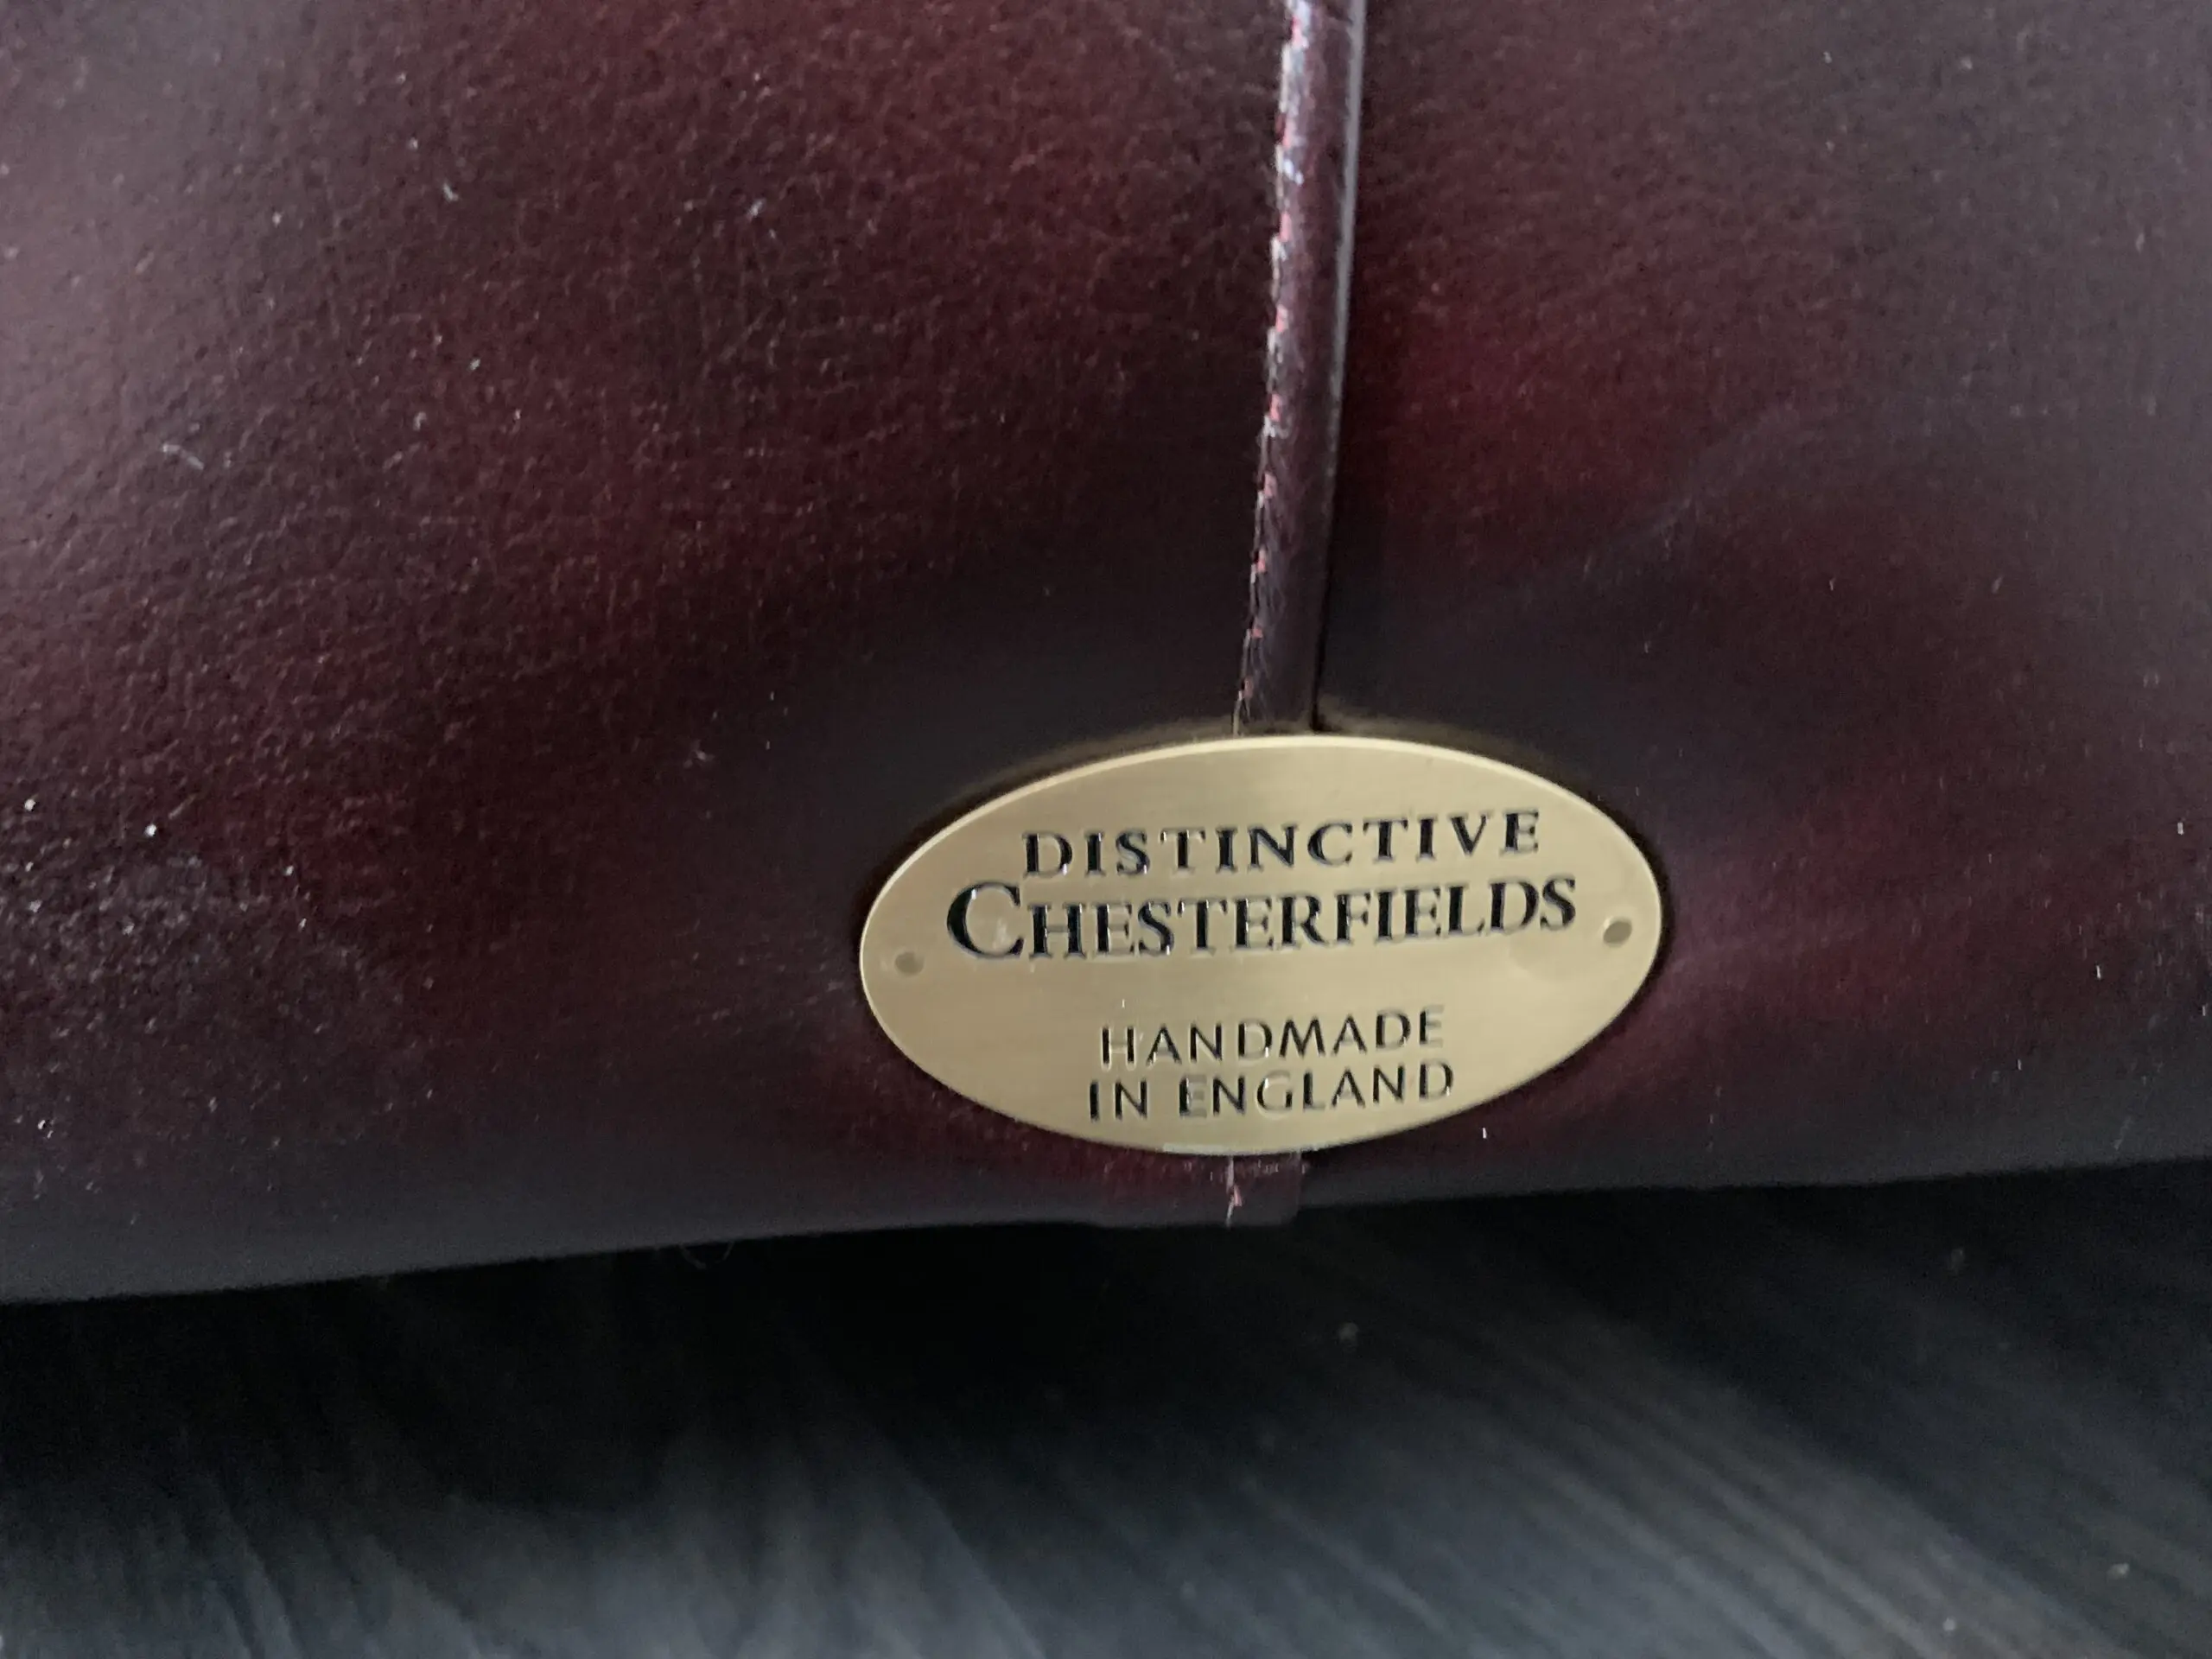 DISTINCTIVE
CHESTERFIELDS
HANDMADE
IN ENGLAND